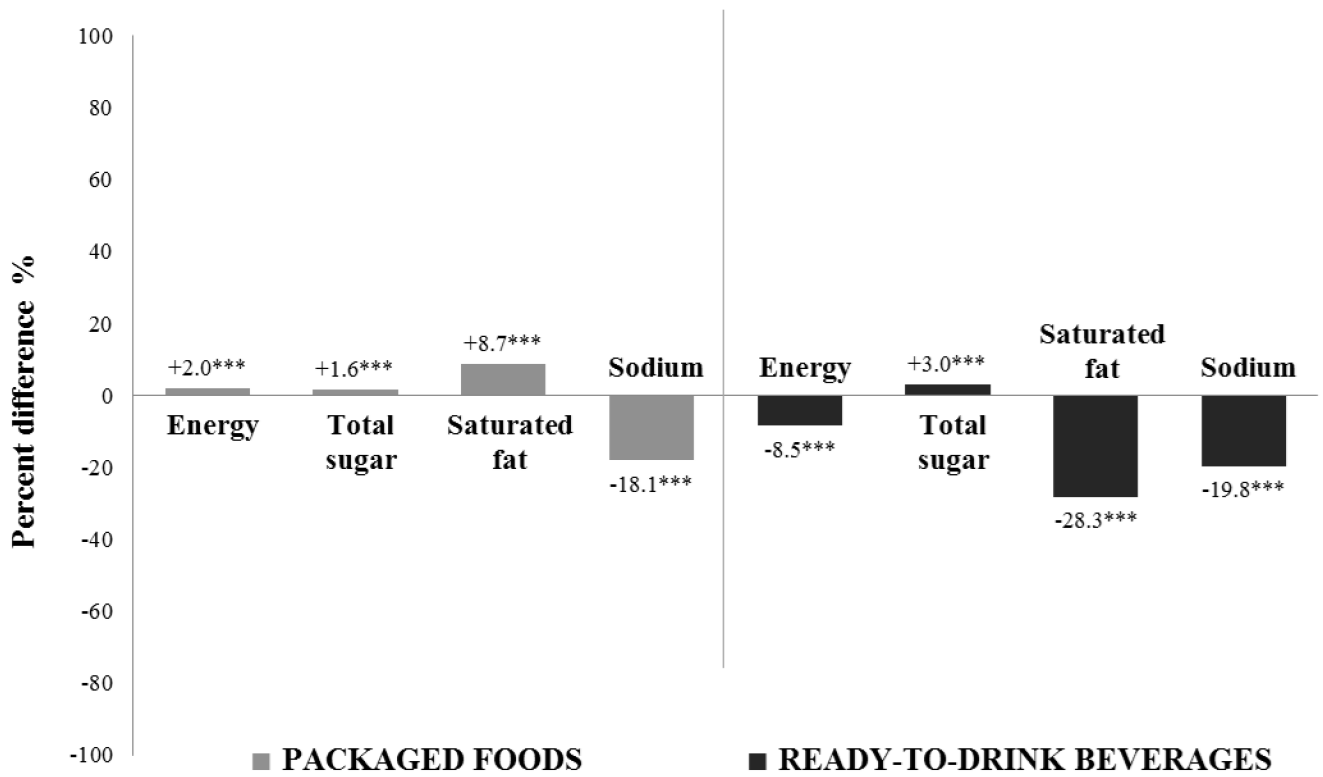 Percent difference %
100
80
60
40
20
0
-20
-40
-60
-80
-100
+2.0***
Energy
+1.6***
Total
sugar
+8.7***
Saturated
fat
Sodium
-18.1***
Energy
-8.5***
+3.0***
Total
sugar
Saturated
fat
-28.3***
Sodium
-19.8***
PACKAGED FOODS
READY-TO-DRINK BEVERAGES